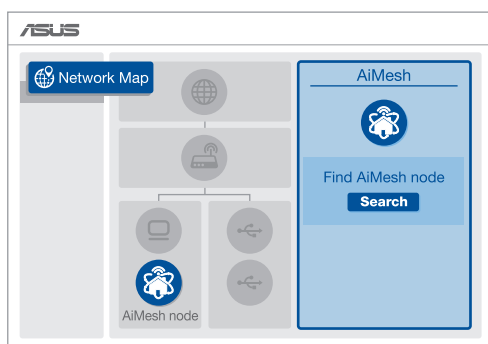 ASUS
Network Map
AiMesh
Find AiMesh node
Search
AiMesh node